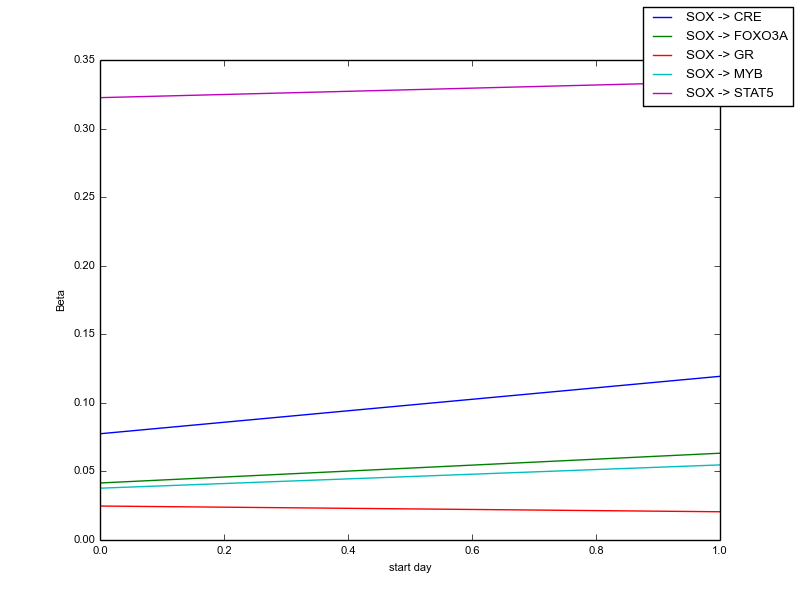 SOX -> CRE
SOX -> FOXO3A
SOX -> GR
SOX -> MYB
SOX -> STAT5
0.35
0.30
0.25
0.20
0.15
0.10
0.05
0.00
Beta
0.0 0.2 0.4 0.6 0.8 1.0
start day